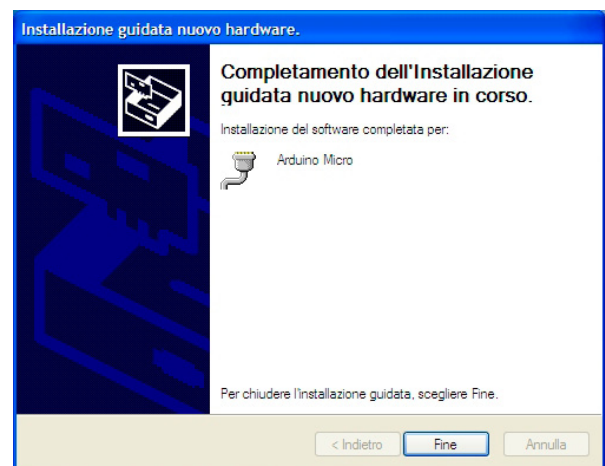 Installazione guidata nuovo hardware.
Completamento dell'Installazione
guidata nuovo hardware in corso.
Installazione del software completata per:
Arduino Micro
Per chiudere l'Installazione guidata, scegliere Fine.
< Indietro Fine Annulla